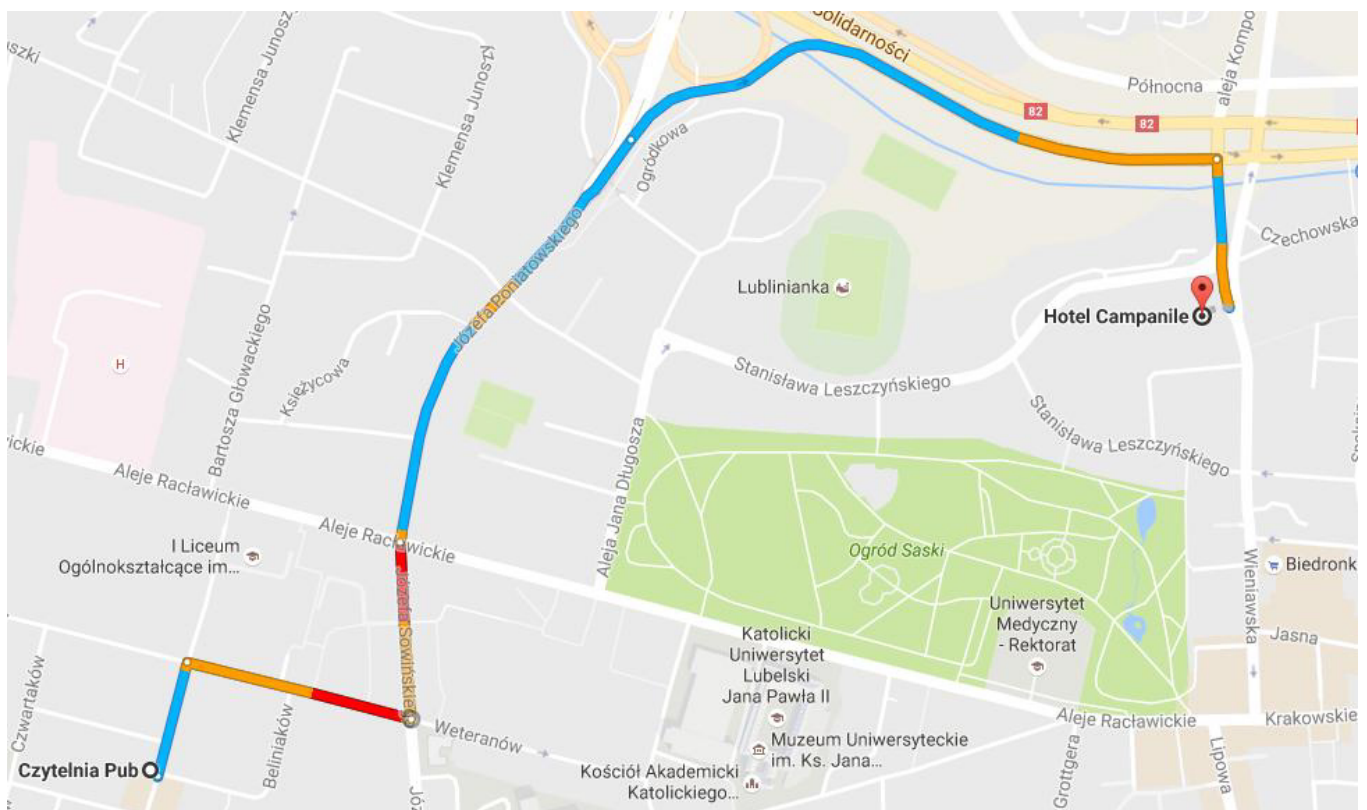 Solidarności
Klemensa Junoszy
Klemensa Junoszy
aleja Kompo
Północna
82
82
Ogródkowa
Czechowska
Lublinianka
Hotel Campanile
Józefa Poniatowskiego
Bartosza Głowackiego
H
Księżycowa
Stanisława Leszczyńskiego
Stanisława Leszczyńskiego
Aleje Racławickie
Aleje Racławickie
Aleja Jana Długosza
I Liceum
Ogólnokształcące im...
Ogród Saski
Wieniawska
Biedronk
Józefa Sowińskiego
Uniwersytet
Medyczny
- Rektorat
Jasna
Katolicki
Uniwersytet
Lubelski
Jana Pawła II
Czwartaków
Beliniaków
Weteranów
Aleje Racławickie
Krakowskie
Muzeum Uniwersyteckie
im. Ks. Jana...
Grottgera
Lipowa
Czytelnia Pub
Kościół Akademicki
Katolickiego...